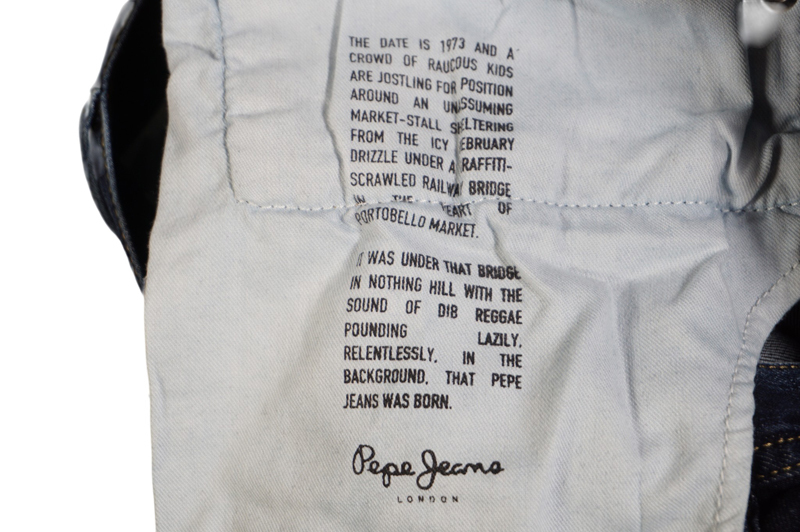 THE DATE IS 1973 AND A
CROWD OF RAUCOUS KIDS
ARE JOSTLING FOR POSITION
AROUND AN UNASSUMING
MARKET-STALL SHELTERING
FROM THE ICY EBRUARY
DRIZZLE UNDER A RAFFITI-
SCRAWLED RAILWAY BRIDGE
IN THE EART OF
PORTOBELLO MARKET.
IT WAS UNDER THAT BRIDGE
IN NOTHING HILL WITH THE
SOUND OF DIB REGGAE
POUNDING LAZILY,
RELENTLESSLY, IN THE
BACKGROUND, THAT PEPE
JEANS WAS BORN.
Pepe Jeans
LONDON